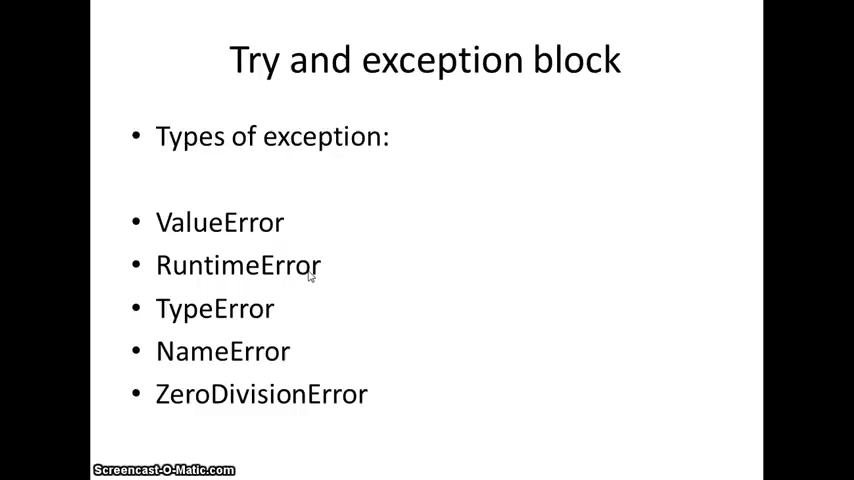 Try and exception block
• Types of exception:
• ValueError
• RuntimeError
• TypeError
• NameError
• ZeroDivisionError
Screencast-O-Matic.com